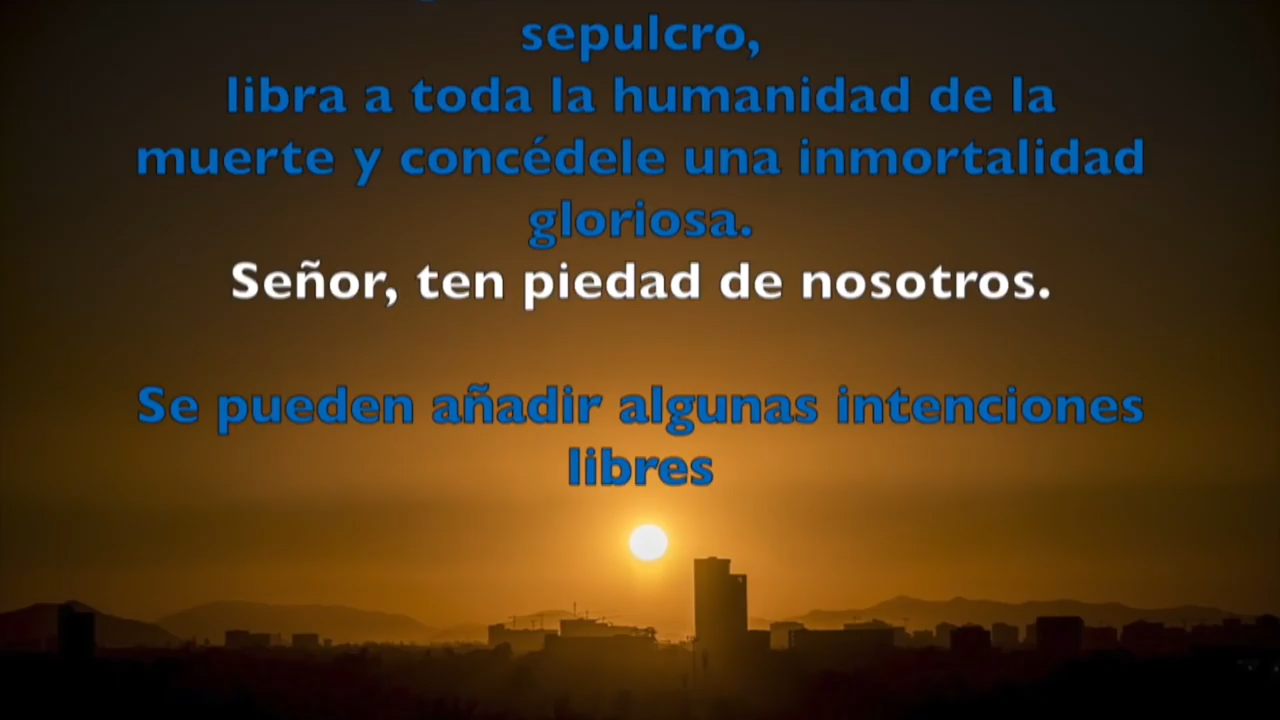 sepulcro,
libra a toda la humanidad de la
muerte y concédele una inmortalidad
gloriosa.
Señor, ten piedad de nosotros.
Se pueden añadir algunas intenciones
libres